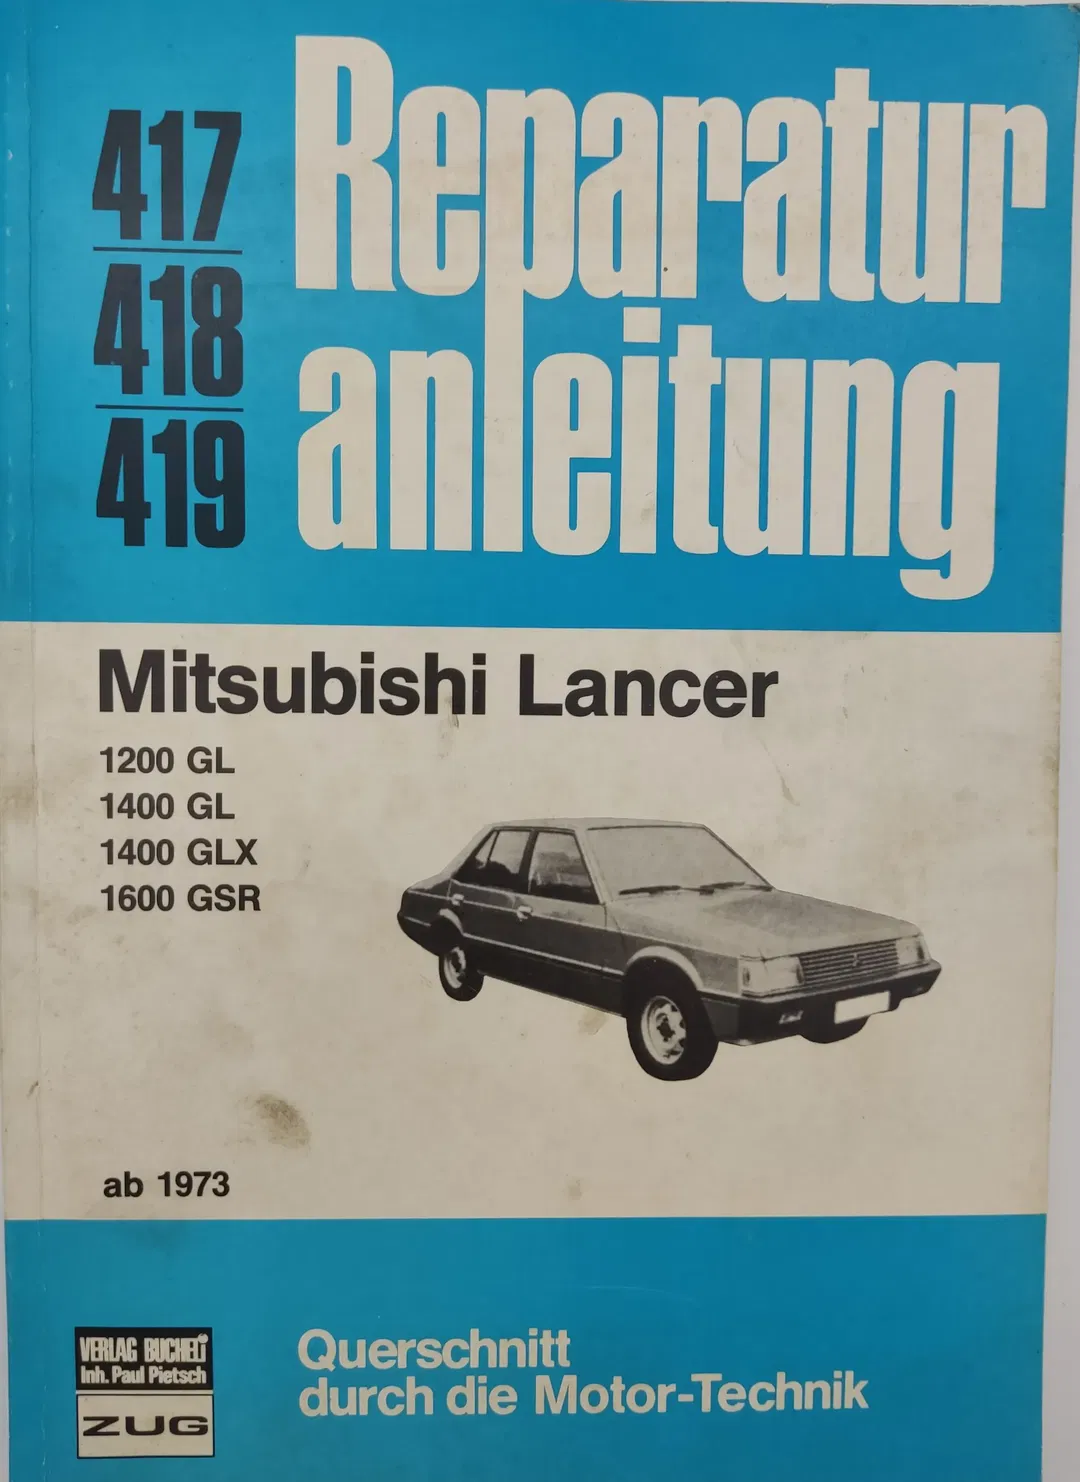 417
418
419
Reparatur
anleitung
Mitsubishi Lancer
1200 GL
1400 GL
1400 GLX
1600 GSR
ab 1973
VERLAG BUCHELI
Inh. Paul Pietsch
ZUG
Querschnitt
durch die Motor-Technik